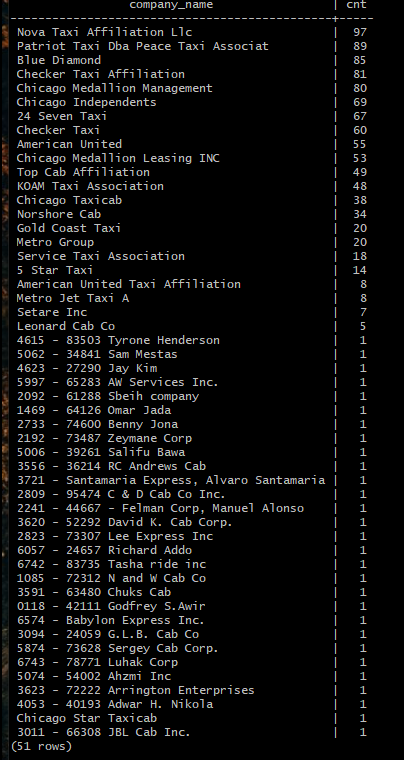 company_name | cnt
Nova Taxi Affiliation Llc | 97
Patriot Taxi Dba Peace Taxi Associat | 89
Blue Diamond | 85
Checker Taxi Affiliation | 81
Chicago Medallion Management | 80
Chicago Independents | 69
24 Seven Taxi | 67
Checker Taxi | 60
American United | 55
Chicago Medallion Leasing INC | 53
Top Cab Affiliation | 49
KOAM Taxi Association | 48
Chicago Taxicab | 38
Norshore Cab | 34
Gold Coast Taxi | 20
Metro Group | 20
Service Taxi Association | 18
5 Star Taxi | 14
American United Taxi Affiliation | 8
Metro Jet Taxi A | 8
Setare Inc | 7
Leonard Cab Co | 5
4615 - 83503 Tyrone Henderson | 1
5062 - 34841 Sam Mestas | 1
4623 - 27290 Jay Kim | 1
5997 - 65283 AW Services Inc. | 1
2092 - 61288 Sbeih company | 1
1469 - 64126 Omar Jada | 1
2733 - 74600 Benny Jona | 1
2192 - 73487 Zeymane Corp | 1
5006 - 39261 Salifu Bawa | 1
3556 - 36214 RC Andrews Cab | 1
3721 - Santamaria Express, Alvaro Santamaria | 1
2809 - 95474 C & D Cab Co Inc. | 1
2241 - 44667 - Felman Corp, Manuel Alonso | 1
3620 - 52292 David K. Cab Corp. | 1
2823 - 73307 Lee Express Inc | 1
6057 - 24657 Richard Addo | 1
6742 - 83735 Tasha ride inc | 1
1085 - 72312 N and W Cab Co | 1
3591 - 63480 Chuks Cab | 1
0118 - 42111 Godfrey S.Awir | 1
6574 - Babylon Express Inc. | 1
3094 - 24059 G.L.B. Cab Co | 1
5874 - 73628 Sergey Cab Corp. | 1
6743 - 78771 Luhak Corp | 1
5074 - 54002 Ahzmi Inc | 1
3623 - 72222 Arrington Enterprises | 1
4053 - 40193 Adwar H. Nikola | 1
Chicago Star Taxicab | 1
3011 - 66308 JBL Cab Inc. | 1
(51 rows)